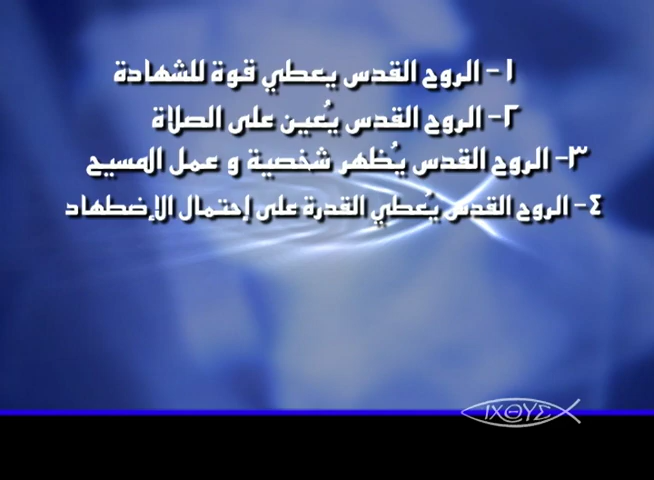 ١- الروح القدس يعطي قوة للشهادة
٢- الروح القدس يُعين على الصلاة
٣- الروح القدس يُظهر شخصية و عمل المسيح
٤- الروح القدس يُعطي القدرة على إحتمال الإضطهاد
ΙΧΘΥΣ